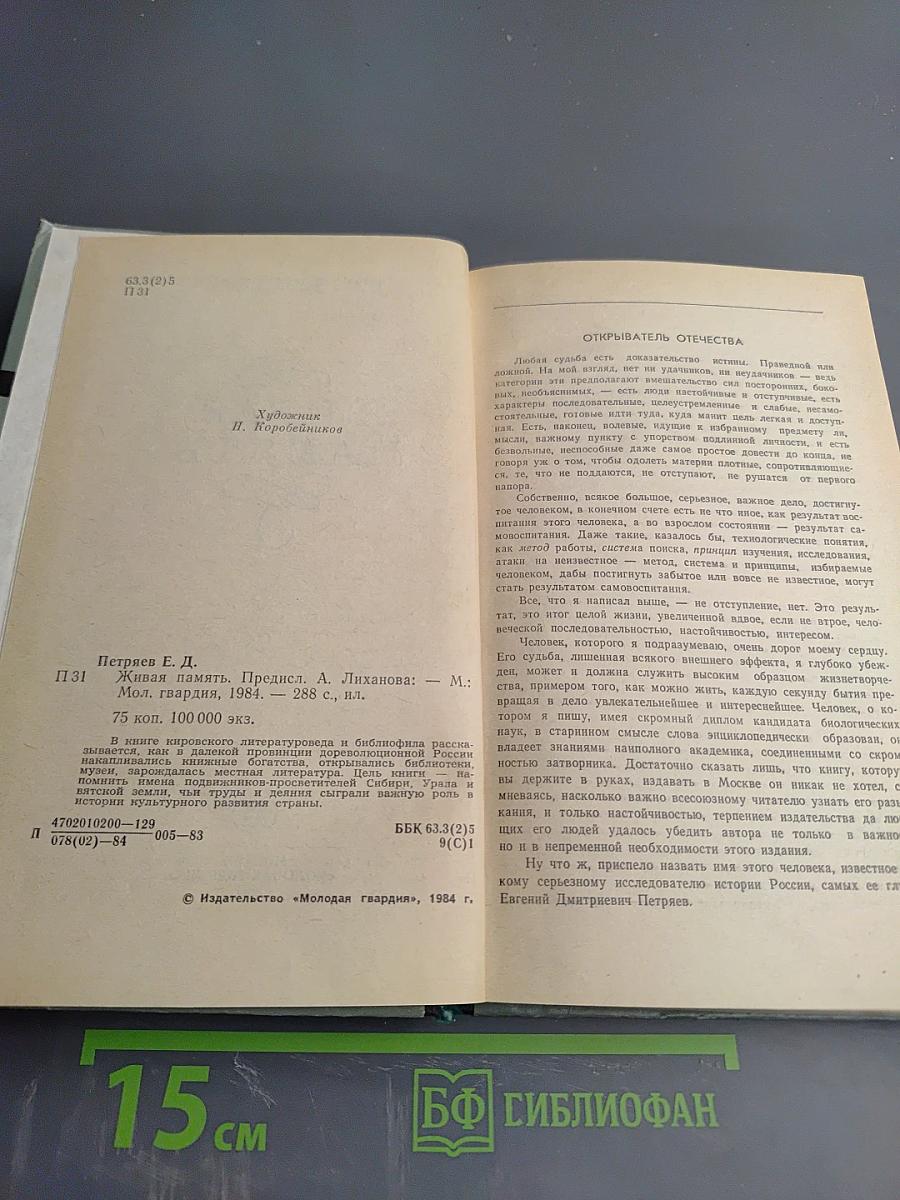 63.3(2)5
П31
Художник
Н. Коробейников
Петряев Е. Д.
П31 Живая память. Предисл. А. Лиханова: — М.:
Мол. гвардия, 1984. — 288 с., ил.
75 коп. 100 000 экз.
В книге кировского литературоведа и библиофила расска-
зывается, как в далекой провинции дореволюционной России
накапливались книжные богатства, открывались библиотеки,
музеи, зарождалась местная литература. Цель книги — на-
помнить имена подвижников-просветителей Сибири, Урала и
вятской земли, чьи труды и деяния сыграли важную роль в
истории культурного развития страны.
П 4702010200—129
078(02)—84 005—83
ББК 63.3(2)5
9(С)1
© Издательство «Молодая гвардия», 1984 г.
ОТКРЫВАТЕЛЬ ОТЕЧЕСТВА
Любая судьба есть доказательство истины. Праведной или
ложной. На мой взгляд, нет ни удачников, ни неудачников — ведь
категории эти предполагают вмешательство сил посторонних, боко-
вых, необъяснимых, — есть люди настойчивые и отступчивые, есть
характеры последовательные, целеустремленные и слабые, несамо-
стоятельные, готовые идти туда, куда манит цель легкая и доступ-
ная. Есть, наконец, волевые, идущие к избранному предмету ли,
мысли, важному пункту с упорством подлинной личности, и есть
безвольные, неспособные даже самое простое довести до конца, не
говоря уж о том, чтобы одолеть материи плотные, сопротивляющие-
ся, те, что не поддаются, не отступают, не рушатся от первого
напора.
Собственно, всякое большое, серьезное, важное дело, достигну-
тое человеком, в конечном счете есть не что иное, как результат вос-
питания этого человека, а во взрослом состоянии — результат са-
мовоспитания. Даже такие, казалось бы, технологические понятия,
как метод работы, система поиска, принцип изучения, исследования,
атаки на неизвестное — метод, система и принципы, избираемые
человеком, дабы постигнуть забытое или вовсе не известное, могут
стать результатом самовоспитания.
Все, что я написал выше, — не отступление, нет. Это резуль-
тат, это итог целой жизни, увеличенной вдвое, если не втрое, чело-
веческой последовательностью, настойчивостью, интересом.
Человек, которого я подразумеваю, очень дорог моему сердцу.
Его судьба, лишенная всякого внешнего эффекта, я глубоко убеж-
ден, может и должна служить высоким образцом жизнетворче-
ства, примером того, как можно жить, каждую секунду бытия пре-
вращая в дело увлекательнейшее и интереснейшее. Человек, о ко-
тором я пишу, имея скромный диплом кандидата биологических
наук, в старинном смысле слова энциклопедически образован, он
владеет знаниями наиполного академика, соединенными со скром-
ностью затворника. Достаточно сказать лишь, что книгу, котору
вы держите в руках, издавать в Москве он никак не хотел, с
мневаясь, насколько важно всесоюзному читателю узнать его разы
кания, и только настойчивостью, терпением издательства да лю
щих его людей удалось убедить автора не только в важно
но и в непременной необходимости этого издания.
Ну что ж, приспело назвать имя этого человека, известное
кому серьезному исследователю истории России, самых ее гл
Евгений Дмитриевич Петряев.
15 см
БФ БИБЛИОФАН